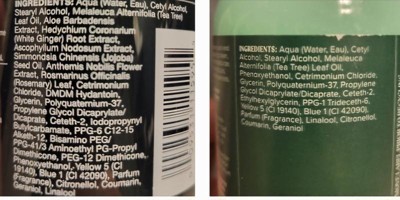 INGREDIENTS: Aqua (Water, Eau), Cetyl
Stearyl Alcohol, Melaleuca
Alternifolia (Tea Tree)
Leaf Oil, Aloe Barbadensis
Extract, Hedychium Coronarium
(White Ginger) Root Extract,
Ascophyllum Nodosum Extract,
Simmondsia Chinensis (Jojoba)
Seed Oil, Anthemis Nobilis Flower
Extract, Rosmarinus Officinalis
(Rosemary) Leaf, Cetrimonium
Chloride, DMDM Hydantoin,
Glycerin, Polyquaternium-37,
Propylene Glycol Dicaprylate/
Dicaprate, Ceteth-2, Iodopropynyl
Butylcarbamate, PPG-6 C12-15
Alketh-12, Bisamino PEG/
PPG-41/3 Aminoethyl PG-Propyl
Dimethicone, PEG-12 Dimethicone,
Phenoxyethanol, Yellow 5 (CI
19140), Blue 1 (CI 42090), Parfum
(Fragrance), Citronellol, Coumarin,
Geraniol, Linalool
INGREDIENTS: Aqua (Water, Eau), Cetyl
Alcohol, Stearyl Alcohol, Melaleuca
Alternifolia (Tea Tree) Leaf Oil,
Phenoxyethanol, Cetrimonium Chloride,
Glycerin, Polyquaternium-37, Propylene
Glycol Dicaprylate/Dicaprate, Ceteth-2,
Ethylhexylglycerin, PPG-1 Trideceth-6,
Yellow 5 (CI 19140), Blue 1 (CI 42090),
Parfum (Fragrance), Linalool, Citronellol,
Coumarin, Geraniol